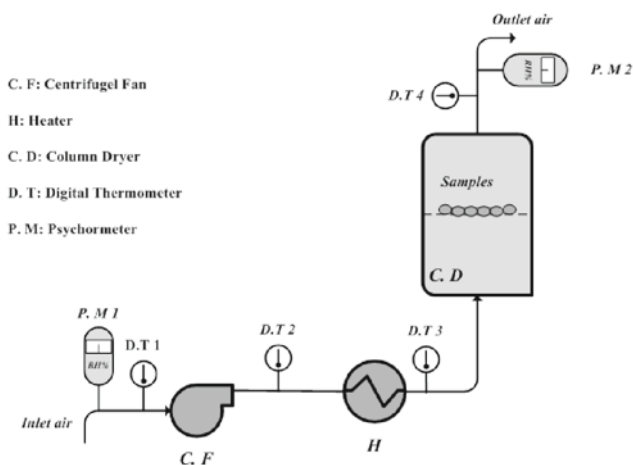 Outlet air
P. M 2
RH%
D.T 4
C. F: Centrifugel Fan
H: Heater
C. D: Column Dryer
D. T: Digital Thermometer
P. M: Psychormeter
Samples
C. D
P. M 1
D.T 1
D.T 2
D.T 3
RH%
Inlet air
C. F
H